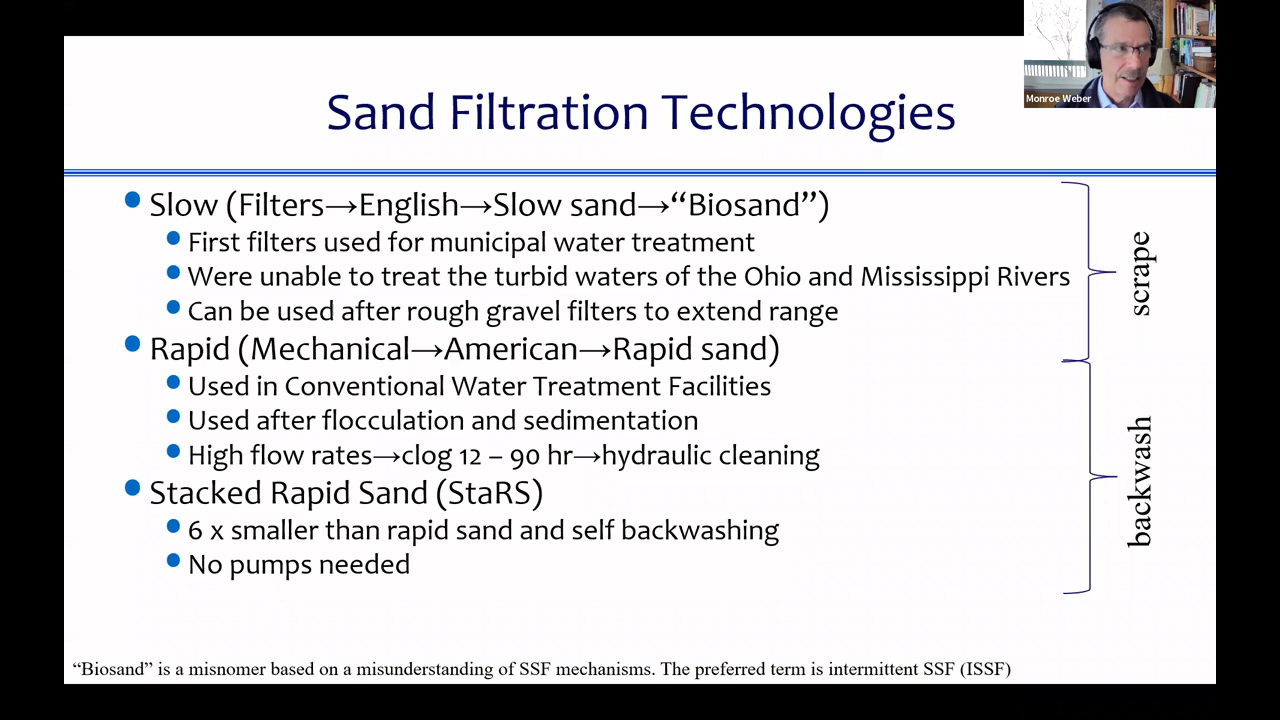 Monroe Weber
Sand Filtration Technologies
• Slow (Filters→English→Slow sand→“Biosand”)
• First filters used for municipal water treatment
• Were unable to treat the turbid waters of the Ohio and Mississippi Rivers
• Can be used after rough gravel filters to extend range
scrape
• Rapid (Mechanical→American→Rapid sand)
• Used in Conventional Water Treatment Facilities
• Used after flocculation and sedimentation
• High flow rates→clog 12 – 90 hr→hydraulic cleaning
• Stacked Rapid Sand (StaRS)
• 6 x smaller than rapid sand and self backwashing
• No pumps needed
backwash
“Biosand” is a misnomer based on a misunderstanding of SSF mechanisms. The preferred term is intermittent SSF (ISSF)